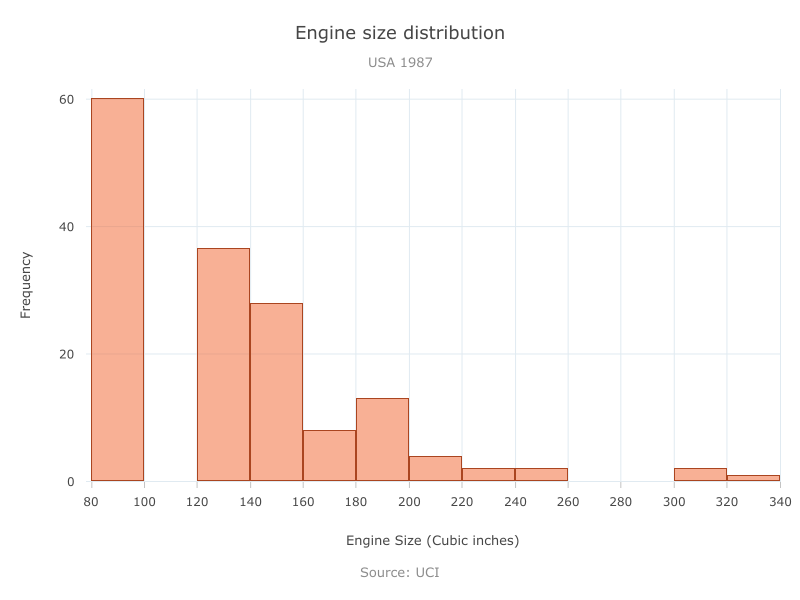 Engine size distribution
USA 1987
60
40
20
0
Frequency
80 100 120 140 160 180 200 220 240 260 280 300 320 340
Engine Size (Cubic inches)
Source: UCI